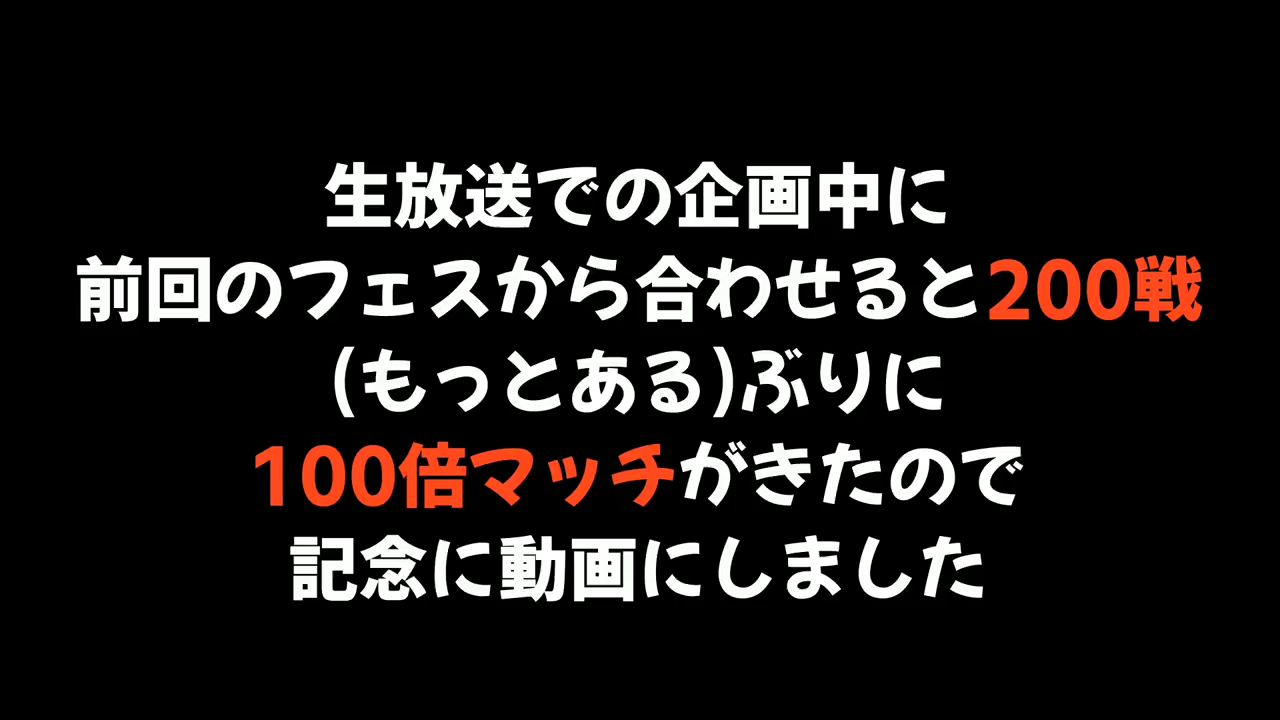 生放送での企画中に
前回のフェスから合わせると200戦
(もっとある)ぶりに
100倍マッチがきたので
記念に動画にしました